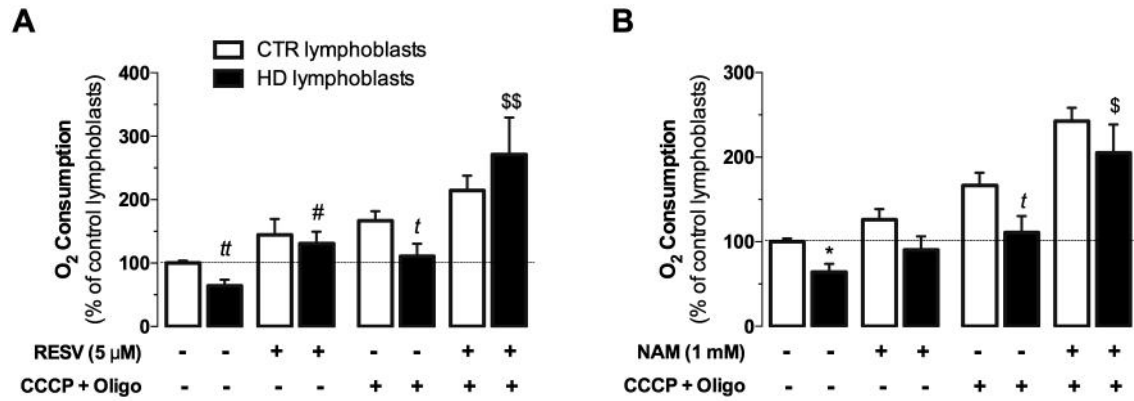 A
CTR lymphoblasts
HD lymphoblasts
O2 Consumption
(% of control lymphoblasts)
400
300
200
100
0
tt
#
t
$$
RESV (5 µM) - - + + - - + +
CCCP + Oligo - - - - + + + +
B
O2 Consumption
(% of control lymphoblasts)
300
200
100
0
*
t
$
NAM (1 mM) - - + + - - + +
CCCP + Oligo - - - - + + + +